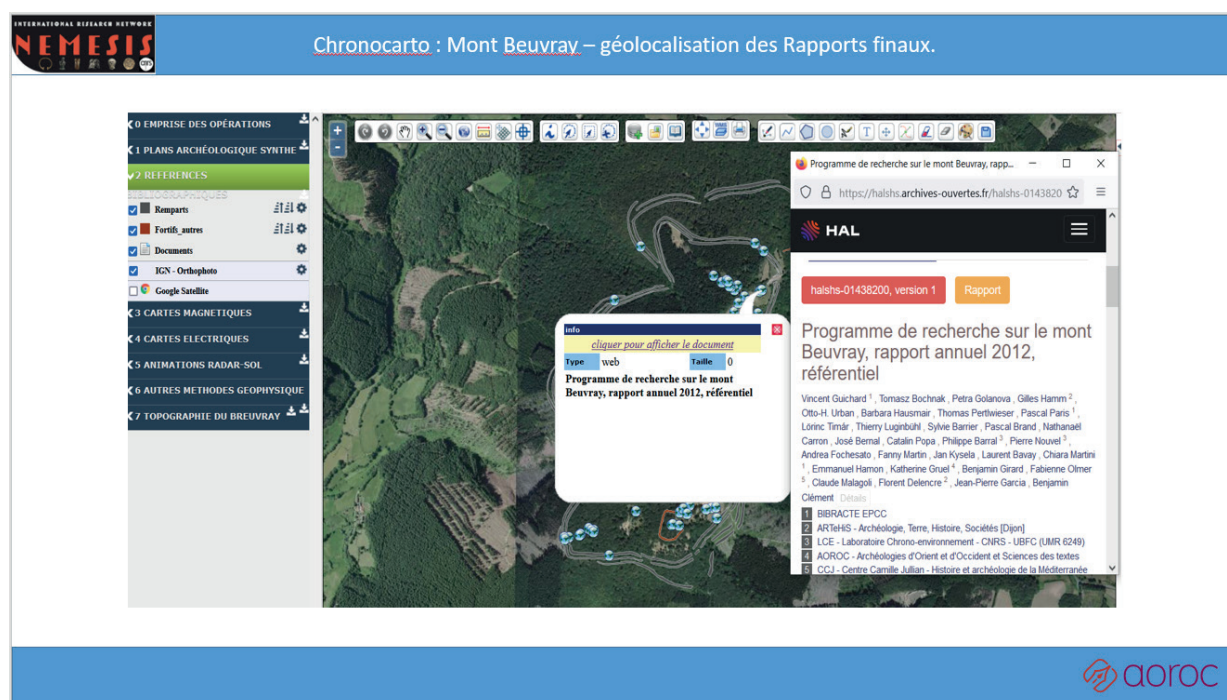 INTERNATIONAL RESEARCH NETWORK
NEMESIS
Chronocarto : Mont Beuvray – géolocalisation des Rapports finaux.
0 EMPRISE DES OPÉRATIONS
1 PLANS ARCHÉOLOGIQUE SYNTHE
2 REFERENCES
BIBLIOGRAPHIQUES
Remparts
Fortifs_autres
Documents
IGN - Orthophoto
Google Satellite
3 CARTES MAGNETIQUES
4 CARTES ELECTRIQUES
5 ANIMATIONS RADAR-SOL
6 AUTRES METHODES GEOPHYSIQUE
7 TOPOGRAPHIE DU BREUVRAY
info
cliquer pour afficher le document
Type web Taille 0
Programme de recherche sur le mont
Beuvray, rapport annuel 2012, référentiel
Programme de recherche sur le mont Beuvray, rapp...
https://halshs.archives-ouvertes.fr/halshs-0143820
HAL
halshs-01438200, version 1 Rapport
Programme de recherche sur le mont
Beuvray, rapport annuel 2012,
référentiel
Vincent Guichard 1 , Tomasz Bochnak , Petra Golanova , Gilles Hamm 2 ,
Otto-H. Urban , Barbara Hausmair , Thomas Pertlwieser , Pascal Paris 1 ,
Lörinc Timár , Thierry Luginbühl , Sylvie Barrier , Pascal Brand , Nathanaël
Carron , José Bernal , Catalin Popa , Philippe Barral 3 , Pierre Nouvel 3 ,
Andrea Fochesato , Fanny Martin , Jan Kysela , Laurent Bavay , Chiara Martini
1 , Emmanuel Hamon , Katherine Gruel 4 , Benjamin Girard , Fabienne Olmer
5 , Claude Malagoli , Florent Delencre 2 , Jean-Pierre Garcia , Benjamin
Clément Détails
1 BIBRACTE EPCC
2 ARTeHiS - Archéologie, Terre, Histoire, Sociétés [Dijon]
3 LCE - Laboratoire Chrono-environnement - CNRS - UBFC (UMR 6249)
4 AOROC - Archéologies d'Orient et d'Occident et Sciences des textes
5 CCJ - Centre Camille Jullian - Histoire et archéologie de la Méditerranée
aoroc